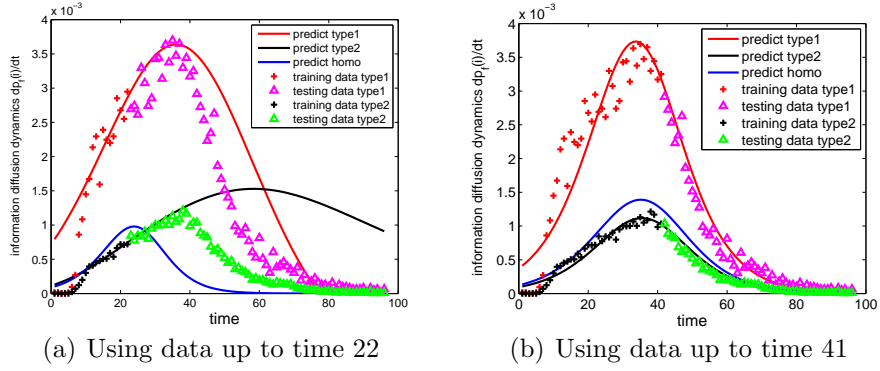 x 10⁻³
4
3.5
3
2.5
2
1.5
1
0.5
0
0 20 40 60 80 100
time
information diffusion dynamics dpₜ(i)/dt
predict type1
predict type2
predict homo
training data type1
testing data type1
training data type2
testing data type2
(a) Using data up to time 22
x 10⁻³
4
3.5
3
2.5
2
1.5
1
0.5
0
0 20 40 60 80 100
time
information diffusion dynamics dpₜ(i)/dt
predict type1
predict type2
predict homo
training data type1
testing data type1
training data type2
testing data type2
(b) Using data up to time 41